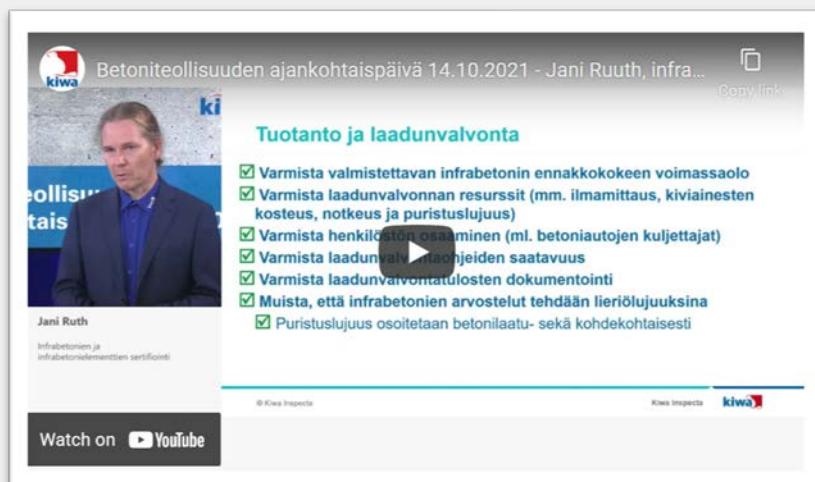 kiwa
Betoniteollisuuden ajankohtaispäivä 14.10.2021 - Jani Ruuth, infra...
Copy link
ki
eollisu
tais
Tuotanto ja laadunvalvonta
Varmista valmistettavan infrabetonin ennakkokokeen voimassaolo
Varmista laadunvalvonnan resurssit (mm. ilmamittaus, kiviainesten
kosteus, notkeus ja puristuslujuus)
Varmista henkilöstön osaaminen (ml. betoniautojen kuljettajat)
Varmista laadunvalvontaohjeiden saatavuus
Varmista laadunvalvontatulosten dokumentointi
Muista, että infrabetonien arvostelut tehdään lieriölujuuksina
Puristuslujuus osoitetaan betonilaatu- sekä kohdekohtaisesti
Jani Ruth
Infrabetonien ja
infrabetonielementtien sertifiointi
© Kiwa Inspecta
Kiwa Inspecta
kiwa
Watch on YouTube